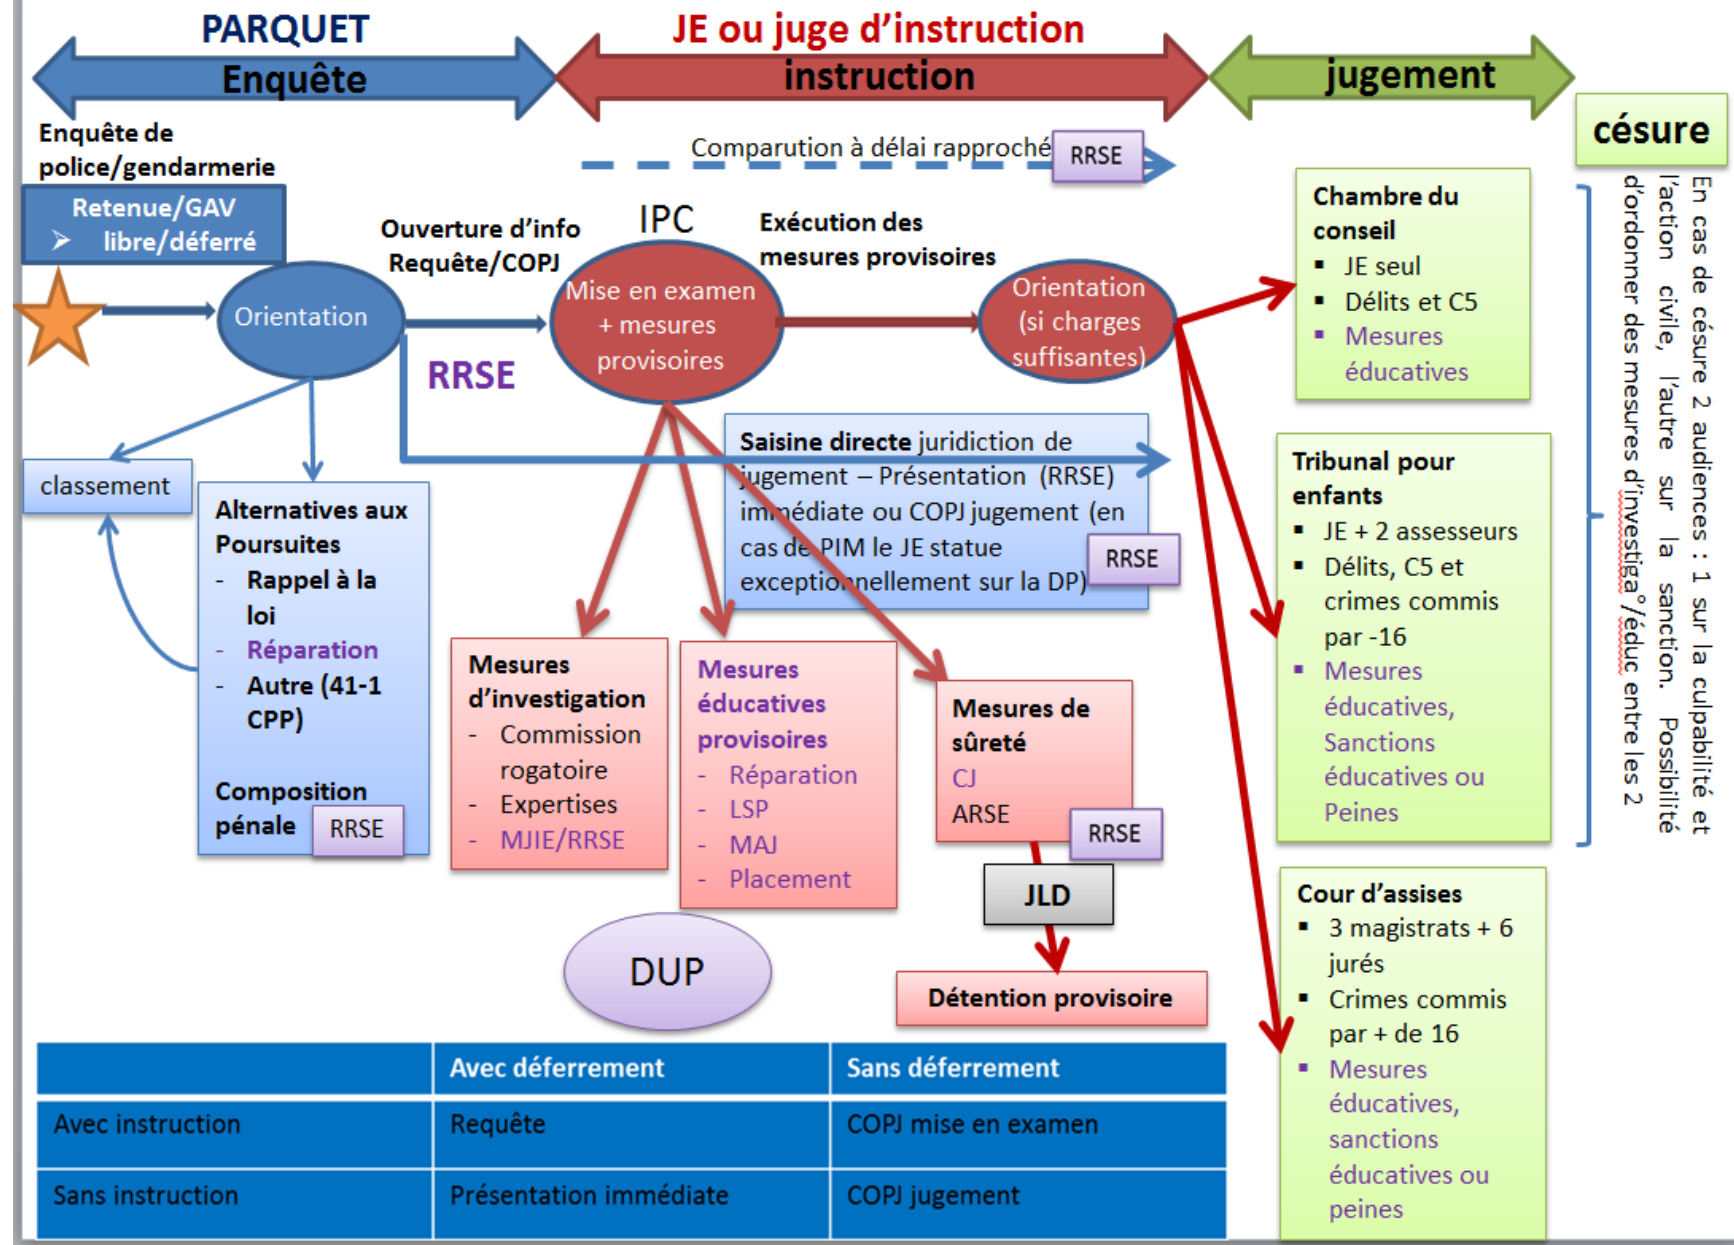 PARQUET
Enquête
JE ou juge d’instruction
instruction
jugement
césure
Enquête de
police/gendarmerie
Retenue/GAV
➢ libre/déferré
Comparution à délai rapproché
RRSE
Ouverture d’info
Requête/COPJ
IPC
Exécution des
mesures provisoires
Orientation
Mise en examen
+ mesures
provisoires
Orientation
(si charges
suffisantes)
RRSE
classement
Alternatives aux
Poursuites
- Rappel à la
loi
- Réparation
- Autre (41-1
CPP)
Composition
pénale
RRSE
Saisine directe juridiction de
jugement – Présentation (RRSE)
immédiate ou COPJ jugement (en
cas de PIM le JE statue
exceptionnellement sur la DP)
RRSE
Mesures
d’investigation
- Commission
rogatoire
- Expertises
- MJIE/RRSE
Mesures
éducatives
provisoires
- Réparation
- LSP
- MAJ
- Placement
Mesures de
sûreté
CJ
ARSE
RRSE
JLD
Détention provisoire
DUP
Chambre du
conseil
▪ JE seul
▪ Délits et C5
▪ Mesures
éducatives
Tribunal pour
enfants
▪ JE + 2 assesseurs
▪ Délits, C5 et
crimes commis
par -16
▪ Mesures
éducatives,
Sanctions
éducatives ou
Peines
Cour d’assises
▪ 3 magistrats + 6
jurés
▪ Crimes commis
par + de 16
▪ Mesures
éducatives,
sanctions
éducatives ou
peines
En cas de césure 2 audiences : 1 sur la culpabilité et
l’action civile, l’autre sur la sanction. Possibilité
d’ordonner des mesures d’investiga°/éduc entre les 2
Avec déferrement Sans déferrement
Avec instruction Requête COPJ mise en examen
Sans instruction Présentation immédiate COPJ jugement